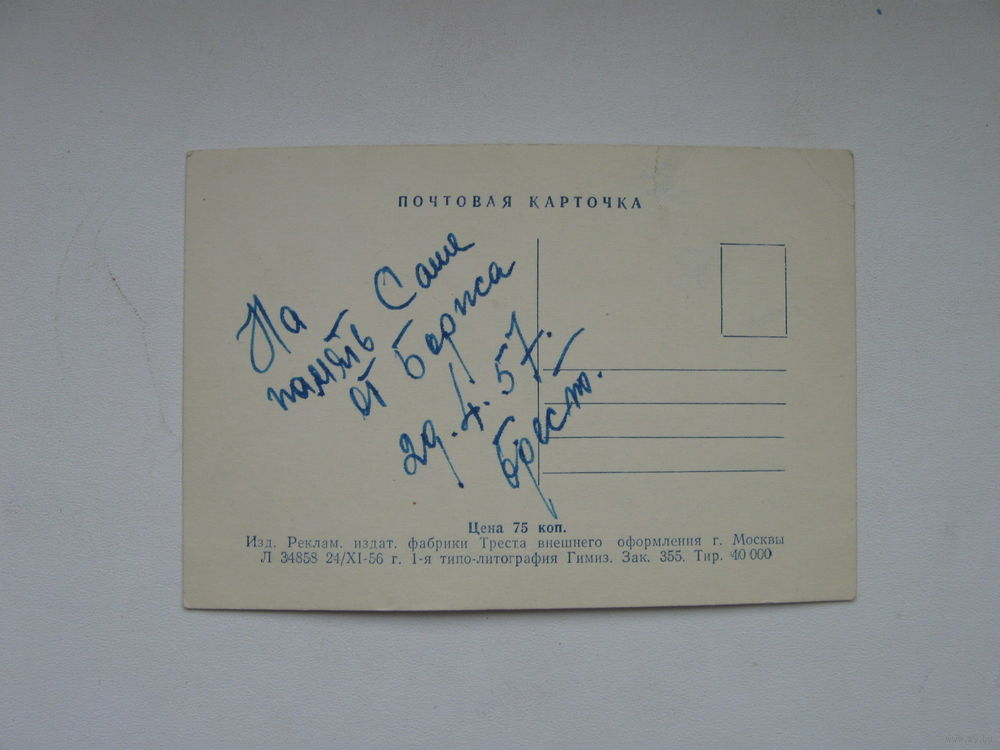 ПОЧТОВАЯ КАРТОЧКА
На
память Саше
от Бориса
29.4.57.
Брест.
Цена 75 коп.
Изд. Реклам. издат. фабрики Треста внешнего оформления г. Москвы
Л 34858 24/XI-56 г. 1-я типо-литография Гимиз. Зак. 355. Тир. 40 000